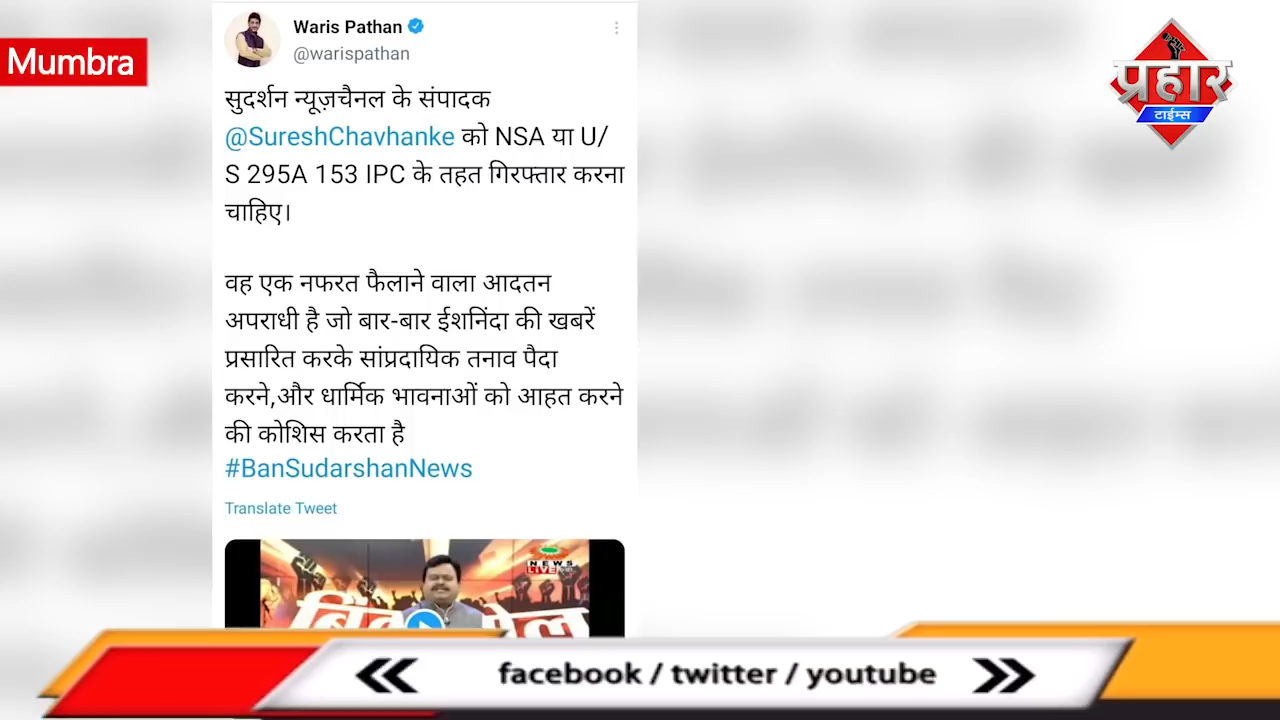 Mumbra
Waris Pathan
@warispathan
सुदर्शन न्यूज़चैनल के संपादक
@SureshChavhanke को NSA या U/
S 295A 153 IPC के तहत गिरफ्तार करना
चाहिए।
वह एक नफरत फैलाने वाला आदतन
अपराधी है जो बार-बार ईशनिंदा की खबरें
प्रसारित करके सांप्रदायिक तनाव पैदा
करने,और धार्मिक भावनाओं को आहत करने
की कोशिस करता है
#BanSudarshanNews
Translate Tweet
NEWS
LIVE
प्रहार
टाईम्स
facebook / twitter / youtube